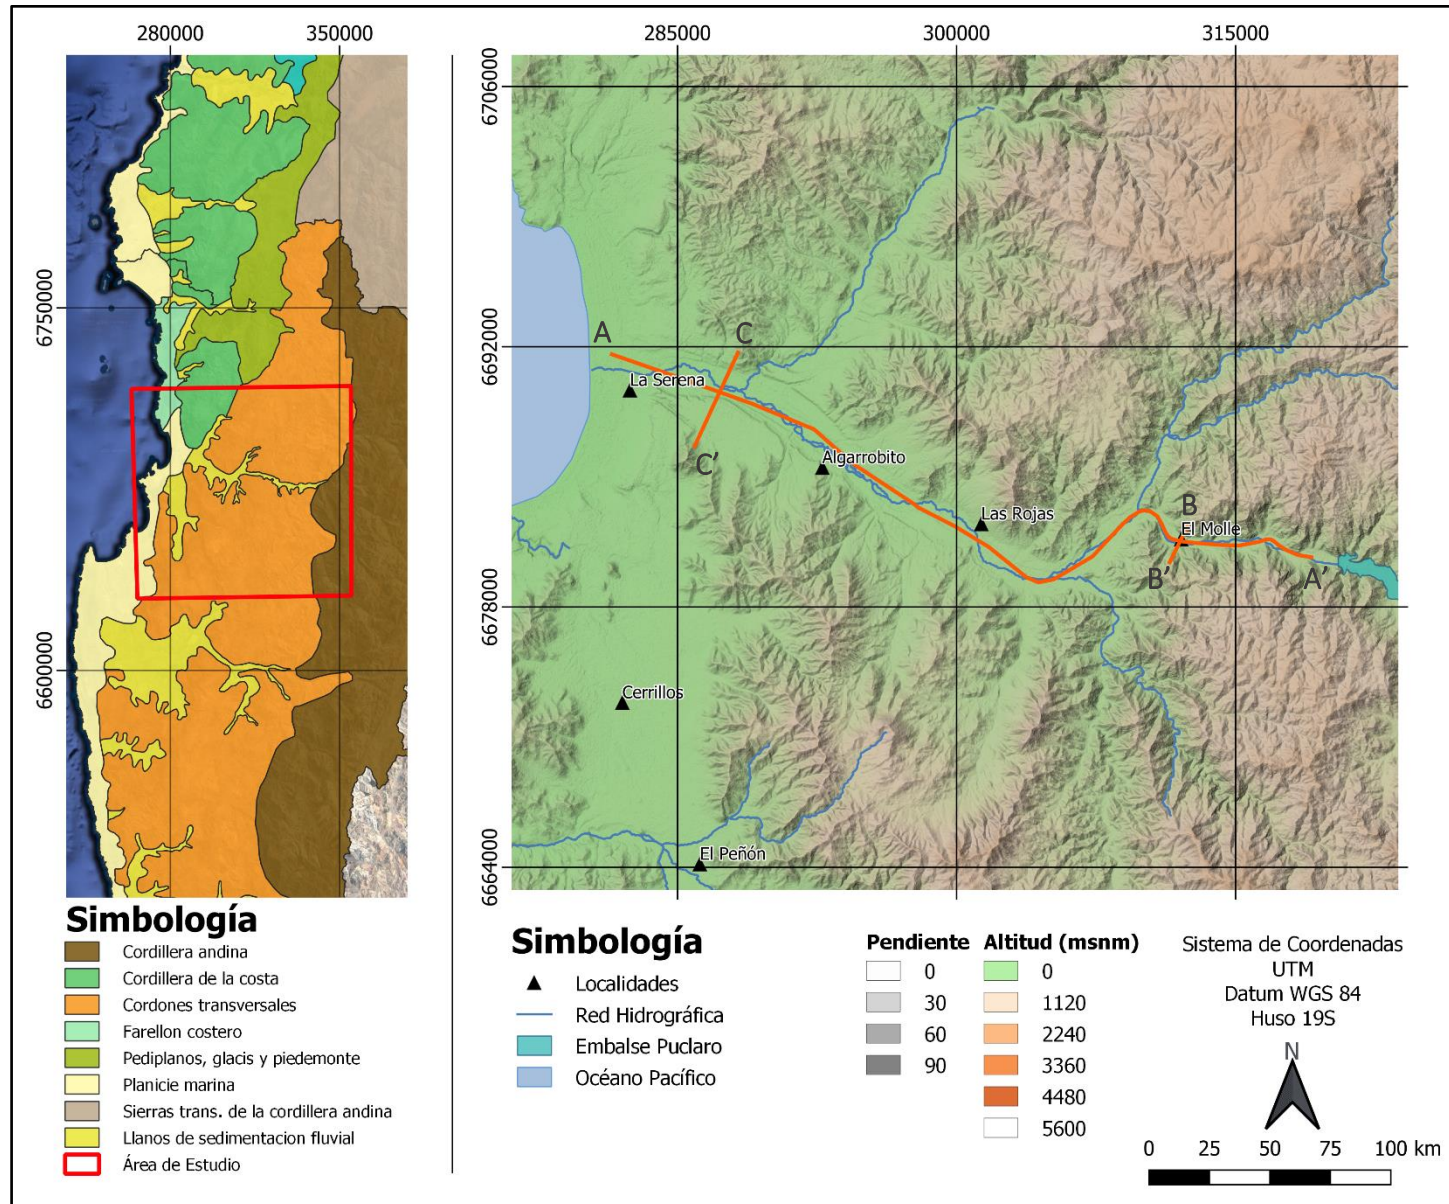 280000
350000
6750000
6600000
Simbología
Cordillera andina
Cordillera de la costa
Cordones transversales
Farellon costero
Pediplanos, glacis y piedemonte
Planicie marina
Sierras trans. de la cordillera andina
Llanos de sedimentacion fluvial
Área de Estudio
285000
300000
315000
6706000
6692000
6678000
6664000
A
C
La Serena
C'
Algarrobito
Las Rojas
B
El Molle
B'
A'
Cerrillos
El Peñón
Simbología
Localidades
Red Hidrográfica
Embalse Puclaro
Océano Pacífico
Pendiente
0
30
60
90
Altitud (msnm)
0
1120
2240
3360
4480
5600
Sistema de Coordenadas
UTM
Datum WGS 84
Huso 19S
N
0 25 50 75 100 km